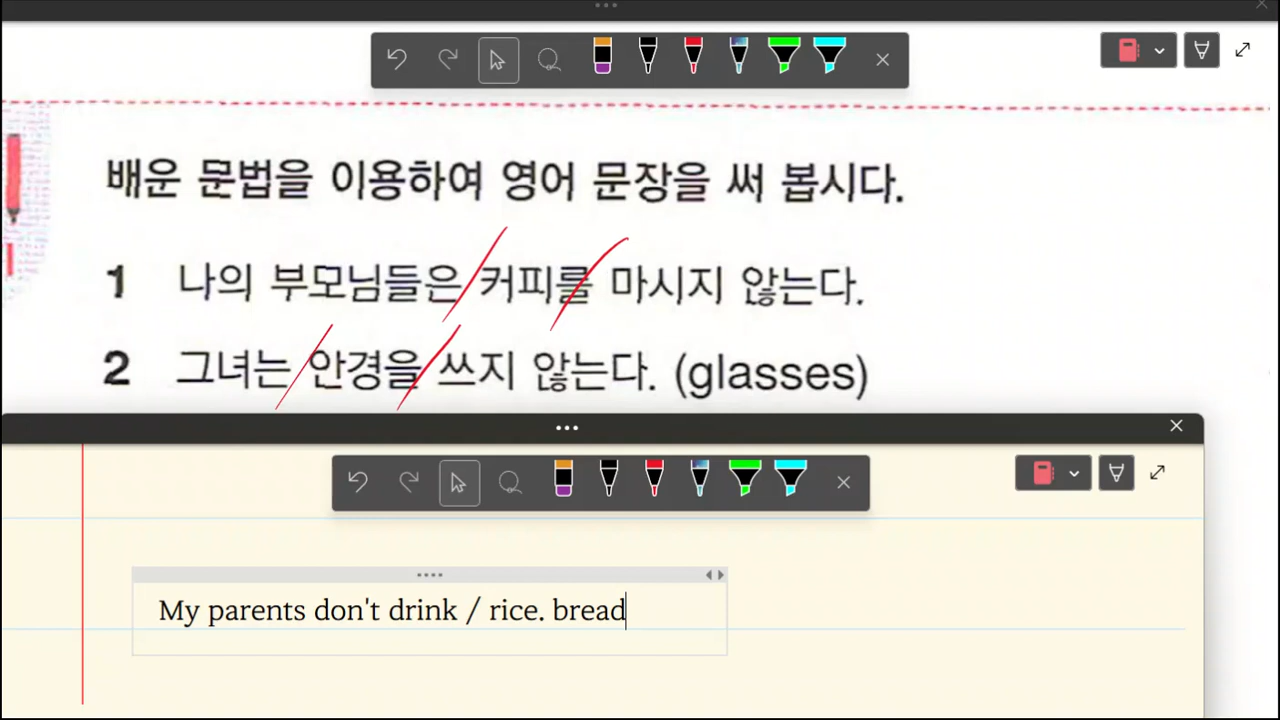 배운 문법을 이용하여 영어 문장을 써 봅시다.
1 나의 부모님들은 커피를 마시지 않는다.
2 그녀는 안경을 쓰지 않는다. (glasses)
My parents don't drink / rice. bread